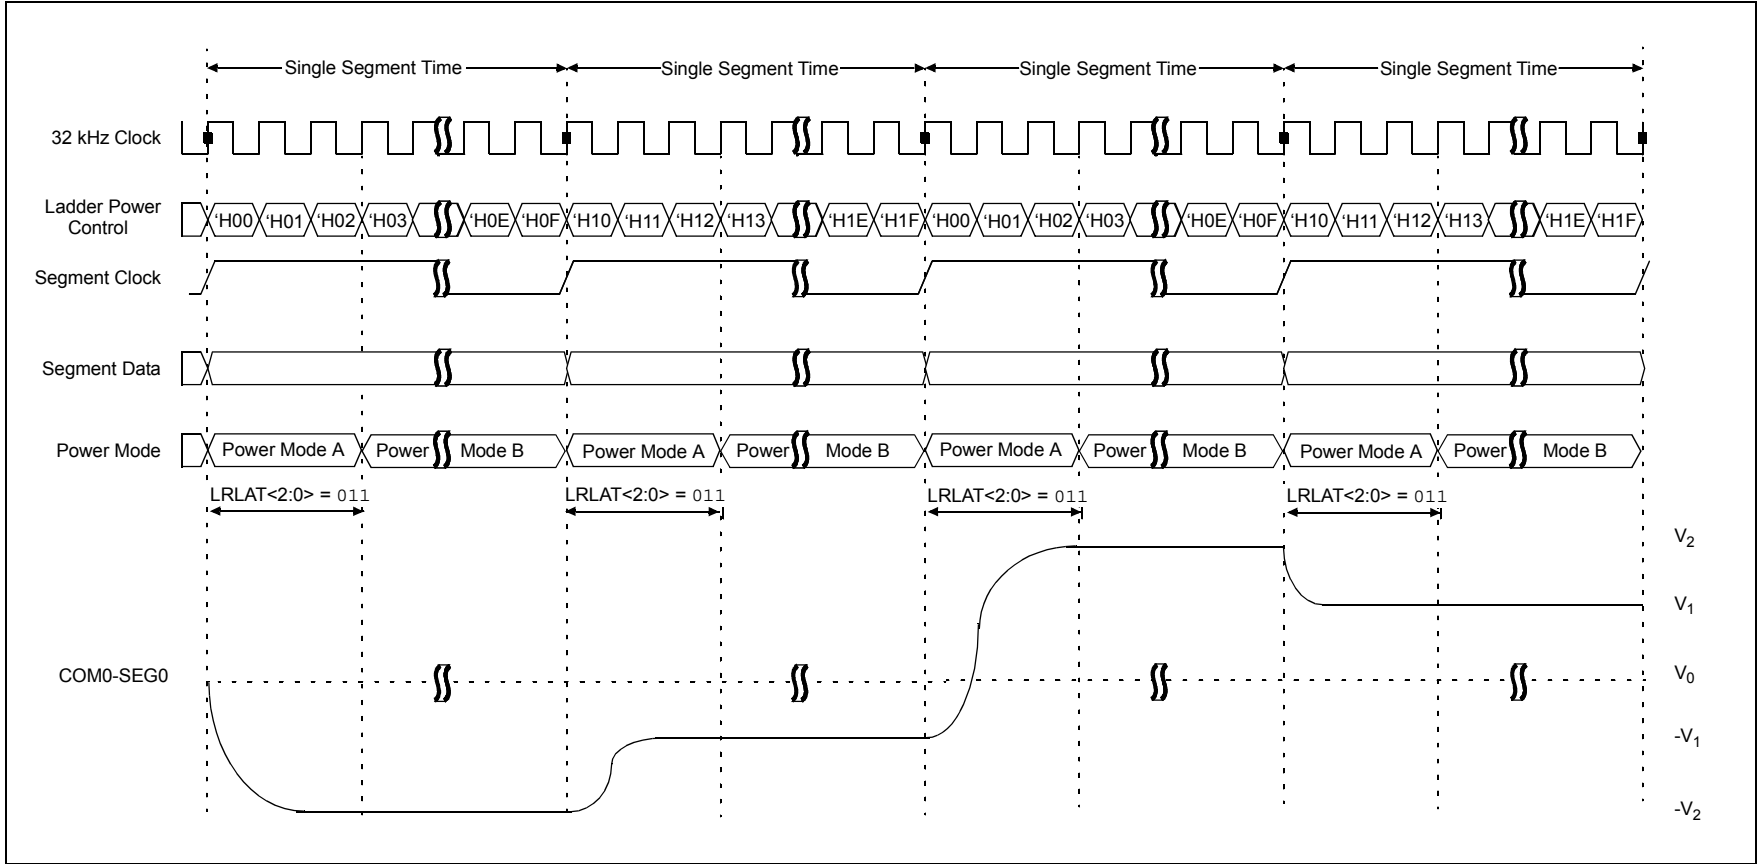 Single Segment Time Single Segment Time Single Segment Time Single Segment Time
32 kHz Clock
Ladder Power
Control
‘H00 ‘H01 ‘H02 ‘H03 ‘H0E ‘H0F ‘H10 ‘H11 ‘H12 ‘H13 ‘H1E ‘H1F ‘H00 ‘H01 ‘H02 ‘H03 ‘H0E ‘H0F ‘H10 ‘H11 ‘H12 ‘H13 ‘H1E ‘H1F
Segment Clock
Segment Data
Power Mode Power Mode A Power Mode B Power Mode A Power Mode B Power Mode A Power Mode B Power Mode A Power Mode B
LRLAT<2:0> = 011 LRLAT<2:0> = 011 LRLAT<2:0> = 011 LRLAT<2:0> = 011
V2
V1
COM0-SEG0 V0
-V1
-V2